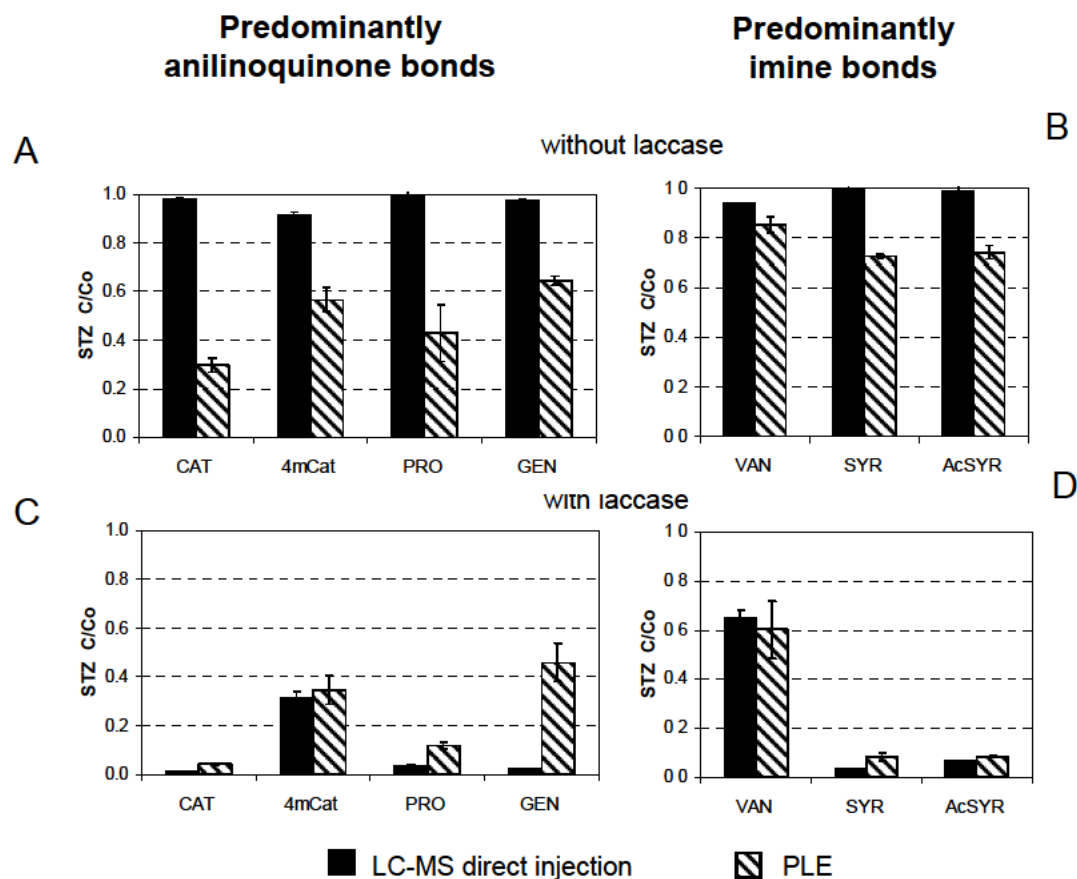 Predominantly
anilinoquinone bonds
Predominantly
imine bonds
A
B
without laccase
STZ C/Co
1.0
0.8
0.6
0.4
0.2
0.0
CAT 4mCat PRO GEN
STZ C/Co
1 0
0 8
0 6
0 4
0 2
0 0
VAN SYR AcSYR
C
D
with laccase
STZ C/Co
1.0
0.8
0.6
0.4
0.2
0.0
CAT 4mCat PRO GEN
STZ C/Co
1 0
0 8
0 6
0 4
0 2
0 0
VAN SYR AcSYR
LC-MS direct injection PLE